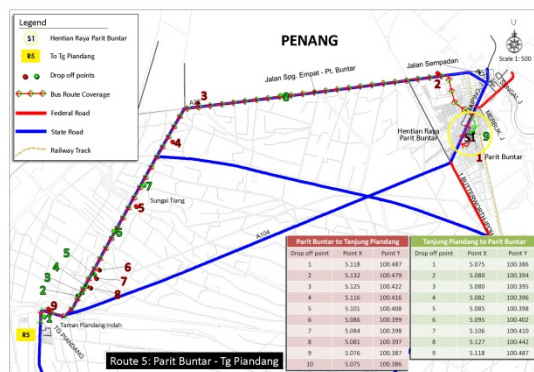 Legend
S1 Hentian Raya Parit Buntar
R5 To Tg Piandang
Drop off points
Bus Route Coverage
Federal Road
State Road
Railway Track
PENANG
Scale 1: 500
Jalan Sempadan
Jalan Spg. Empat - Pt. Buntar
2
3
8
Hentian Raya
Parit Buntar
S1
9
1
Parit Buntar
4
7
Sungai Tiang
5
6
A104
5
4
6
3
7
2
8
9
R5
Taman Piandang Indah
TG PIANDANG
Route 5: Parit Buntar - Tg Piandang
Parit Buntar to Tanjung Piandang
Drop off point Point X Point Y
1 5.118 100.487
2 5.132 100.479
3 5.125 100.422
4 5.116 100.416
5 5.101 100.408
6 5.086 100.399
7 5.084 100.398
8 5.081 100.397
9 5.076 100.387
10 5.075 100.386
Tanjung Piandang to Parit Buntar
Drop off point Point X Point Y
1 5.075 100.386
2 5.080 100.394
3 5.080 100.395
4 5.082 100.396
5 5.085 100.398
6 5.095 100.402
7 5.106 100.410
8 5.127 100.442
9 5.118 100.487